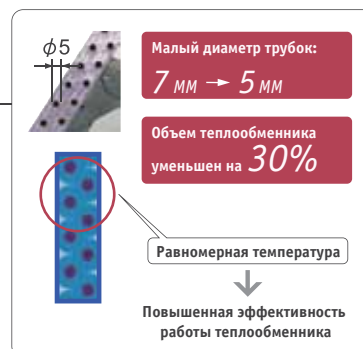 ϕ5
Малый диаметр трубок:
7 мм → 5 мм
Объем теплообменника
уменьшен на 30%
Равномерная температура
Повышенная эффективность
работы теплообменника